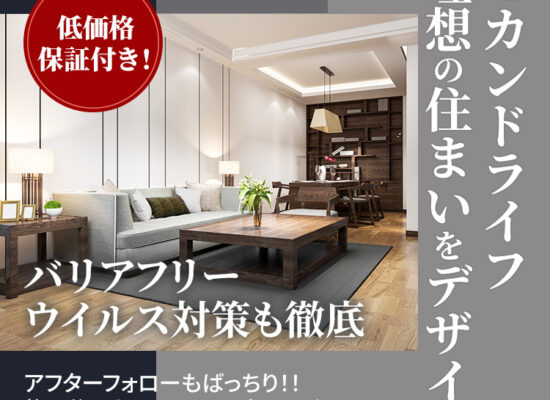 低価格
保証付き!
カンドライフ
想の住まいをデザイ
バリアフリー
ウイルス対策も徹底
アフターフォローもばっちり!!